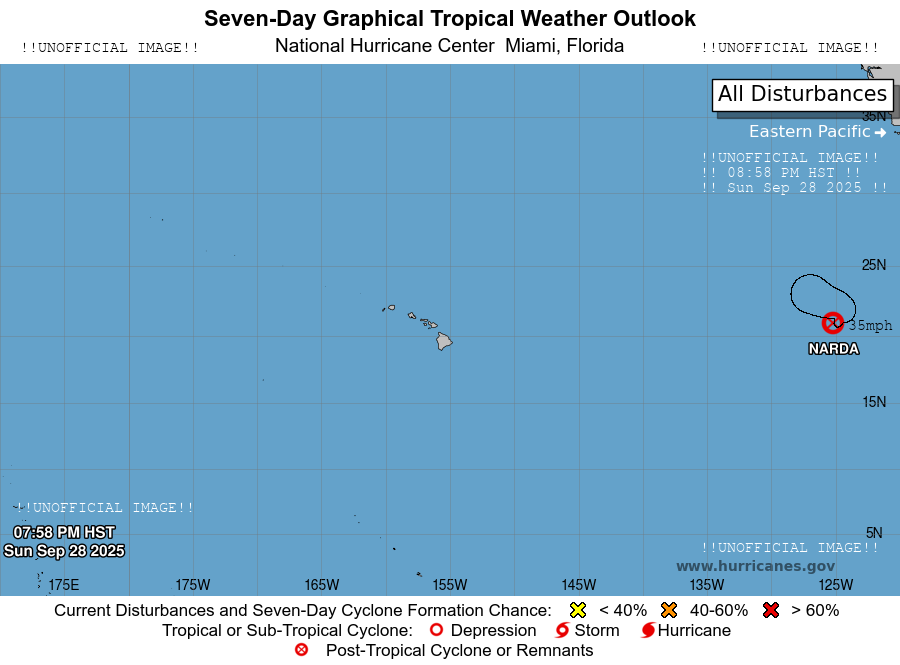 Seven-Day Graphical Tropical Weather Outlook
!!UNOFFICIAL IMAGE!!
National Hurricane Center  Miami, Florida
!!UNOFFICIAL IMAGE!!
All Disturbances
35N
Eastern Pacific
!!UNOFFICIAL IMAGE!!
!! 08:58 PM HST !!
!! Sun Sep 28 2025 !!
25N
35mph
NARDA
15N
!!UNOFFICIAL IMAGE!!
07:58 PM HST
Sun Sep 28 2025
5N
!!UNOFFICIAL IMAGE!!
www.hurricanes.gov
175E
175W
165W
155W
145W
135W
125W
Current Disturbances and Seven-Day Cyclone Formation Chance: < 40% 40-60% > 60%
Tropical or Sub-Tropical Cyclone: Depression Storm Hurricane
Post-Tropical Cyclone or Remnants